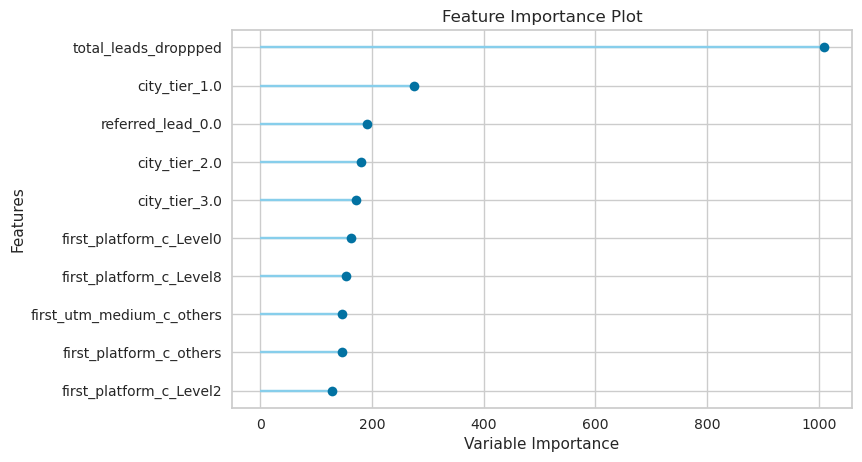 Feature Importance Plot
total_leads_droppped
city_tier_1.0
referred_lead_0.0
city_tier_2.0
city_tier_3.0
first_platform_c_Level0
first_platform_c_Level8
first_utm_medium_c_others
first_platform_c_others
first_platform_c_Level2
Features
0 200 400 600 800 1000
Variable Importance